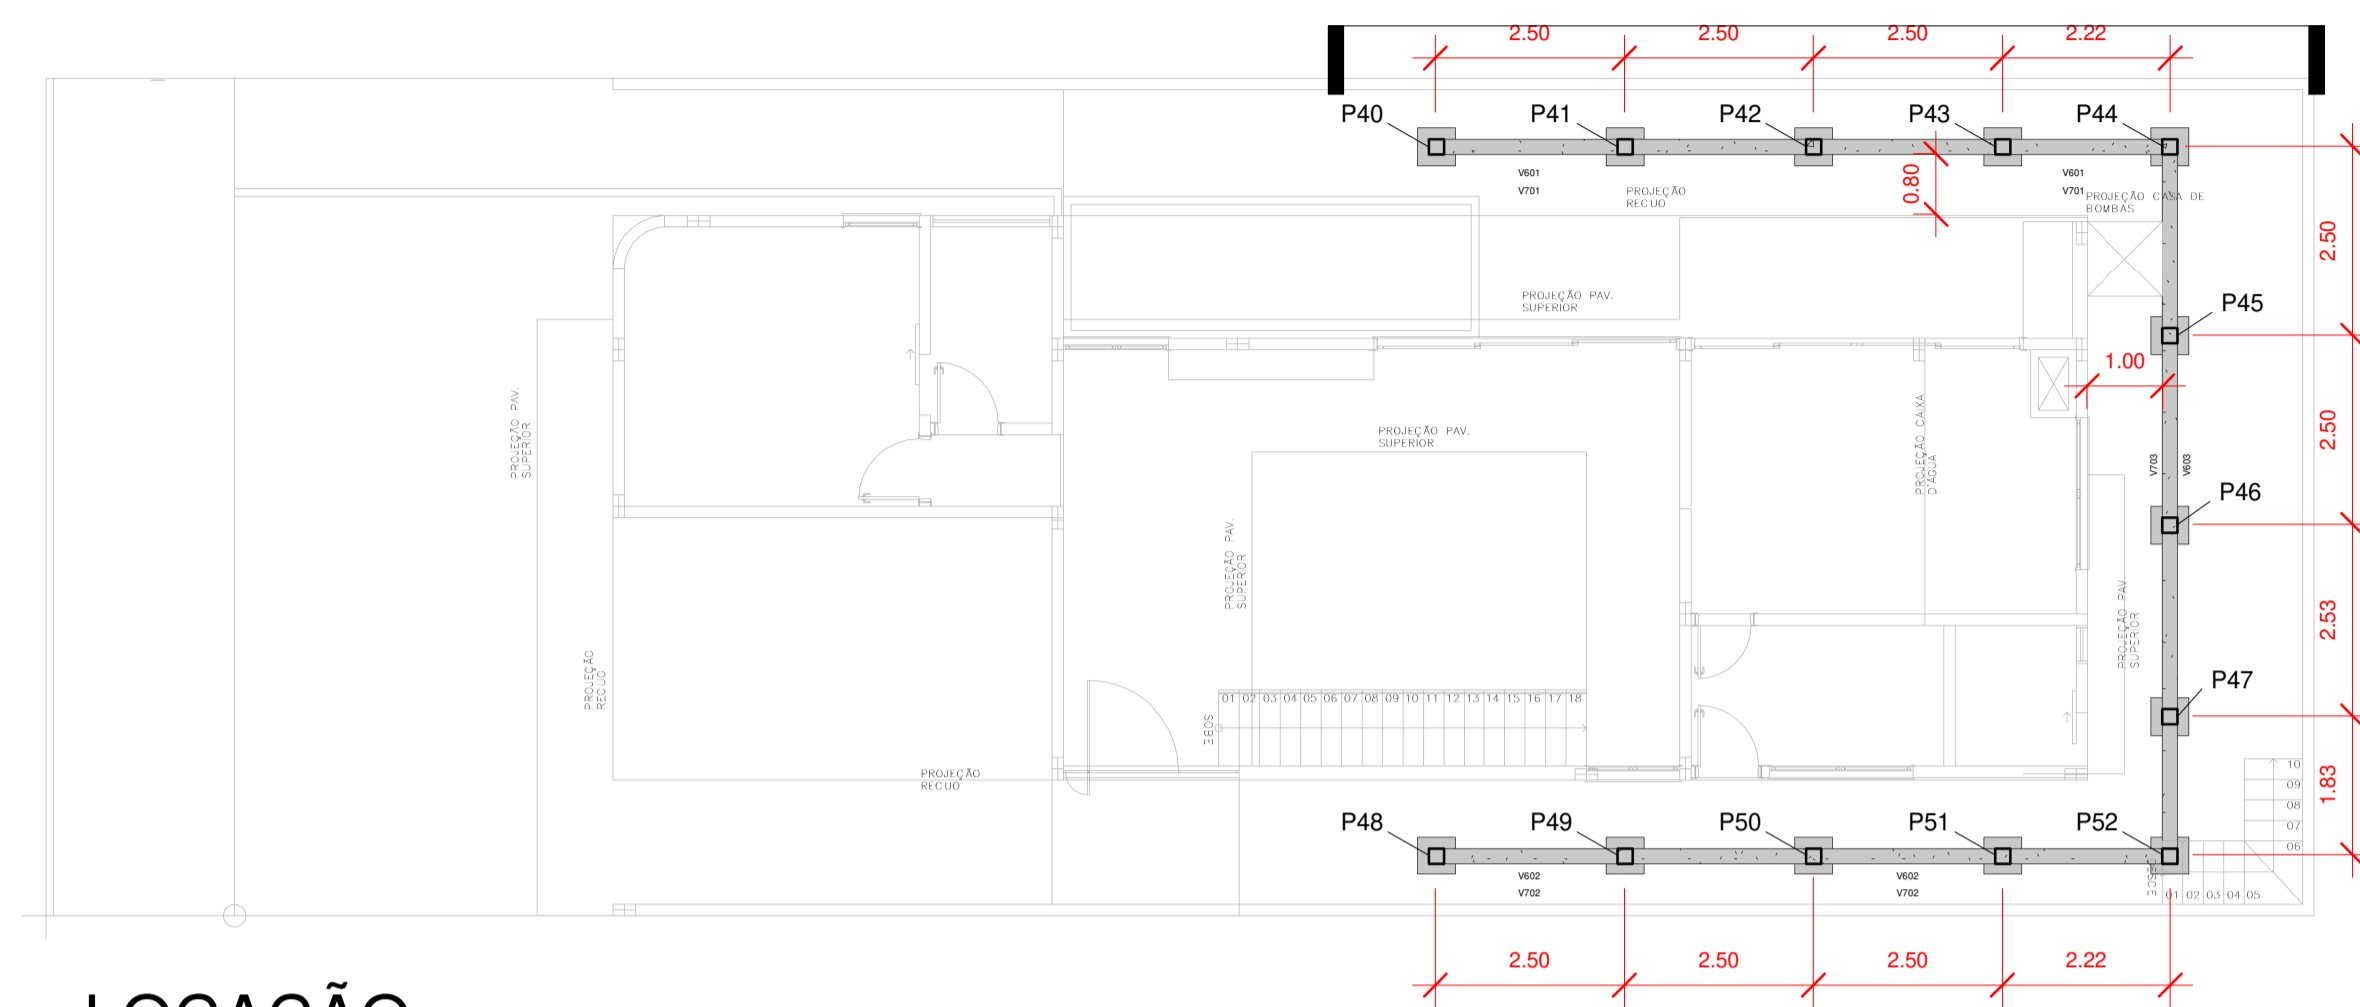 2.50 2.50 2.50 2.22
P40 P41 P42 P43 P44
V601
V701
PROJEÇÃO
RECUO
0.80
V601
V701
PROJEÇÃO CASA DE
BOMBAS
2.50
PROJEÇÃO PAV.
SUPERIOR
P45
1.00
PROJEÇÃO PAV.
SUPERIOR
PROJEÇÃO PAV.
SUPERIOR
PROJEÇÃO CAIXA
D'ÁGUA
2.50
V703
V603
P46
PROJEÇÃO PAV.
SUPERIOR
PROJEÇÃO PAV.
SUPERIOR
2.53
PROJEÇÃO
RECUO
P47
01 02 03 04 05 06 07 08 09 10 11 12 13 14 15 16 17 18
SOBE
PROJEÇÃO
RECUO
1.83
10
09
08
07
06
P48 P49 P50 P51 P52
V602
V702
V602
V702
DESCE
01 02 03 04 05
2.50 2.50 2.50 2.22
LOCAÇÃO